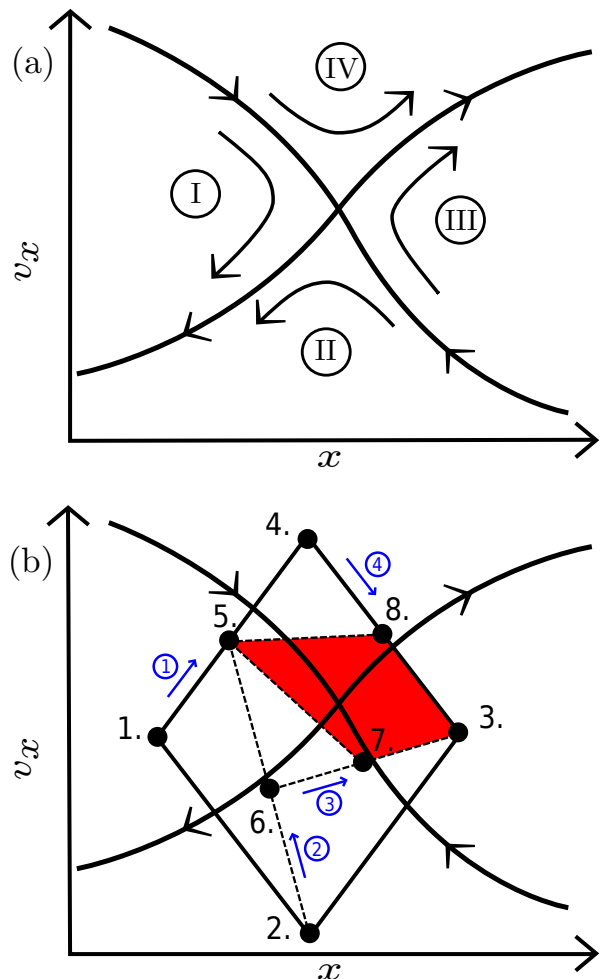 (a)
IV
I
III
v_x
II
x
(b)
4.
④
8.
5.
①
1.
7.
3.
v_x
6.
③
②
2.
x